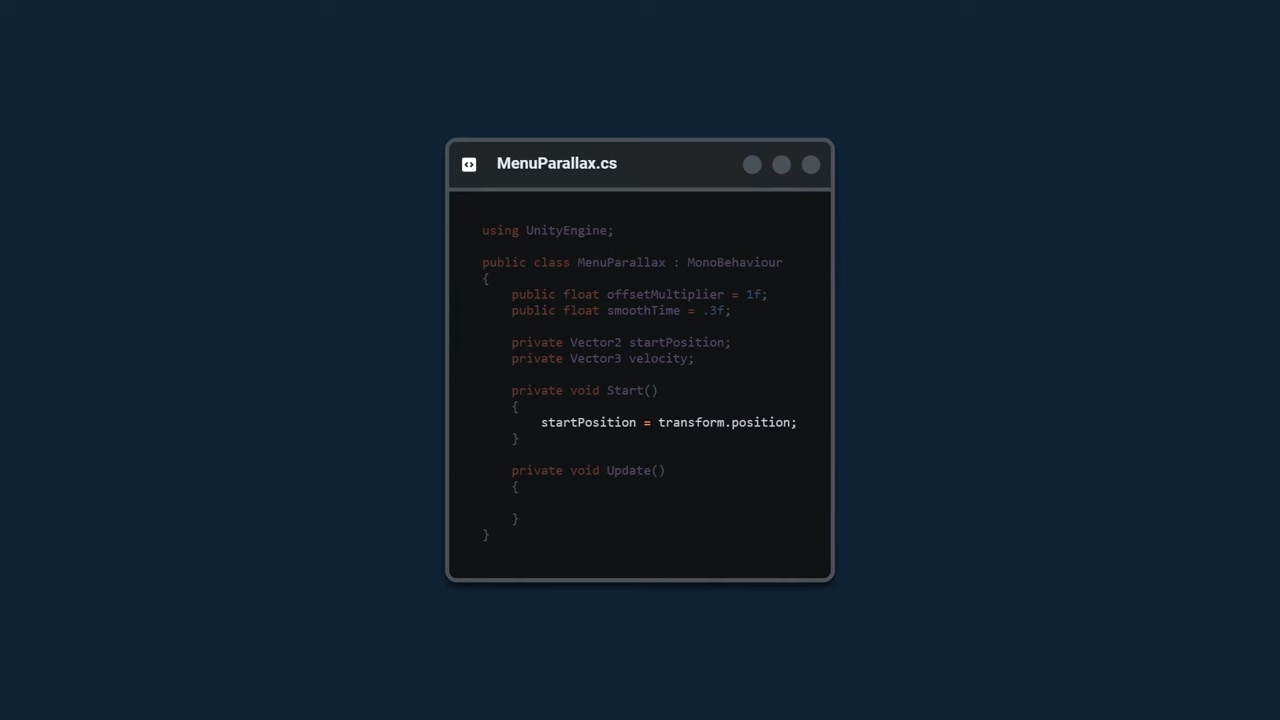 MenuParallax.cs
using UnityEngine;
public class MenuParallax : MonoBehaviour
{
    public float offsetMultiplier = 1f;
    public float smoothTime = .3f;
    private Vector2 startPosition;
    private Vector3 velocity;
    private void Start()
    {
        startPosition = transform.position;
    }
    private void Update()
    {
    }
}